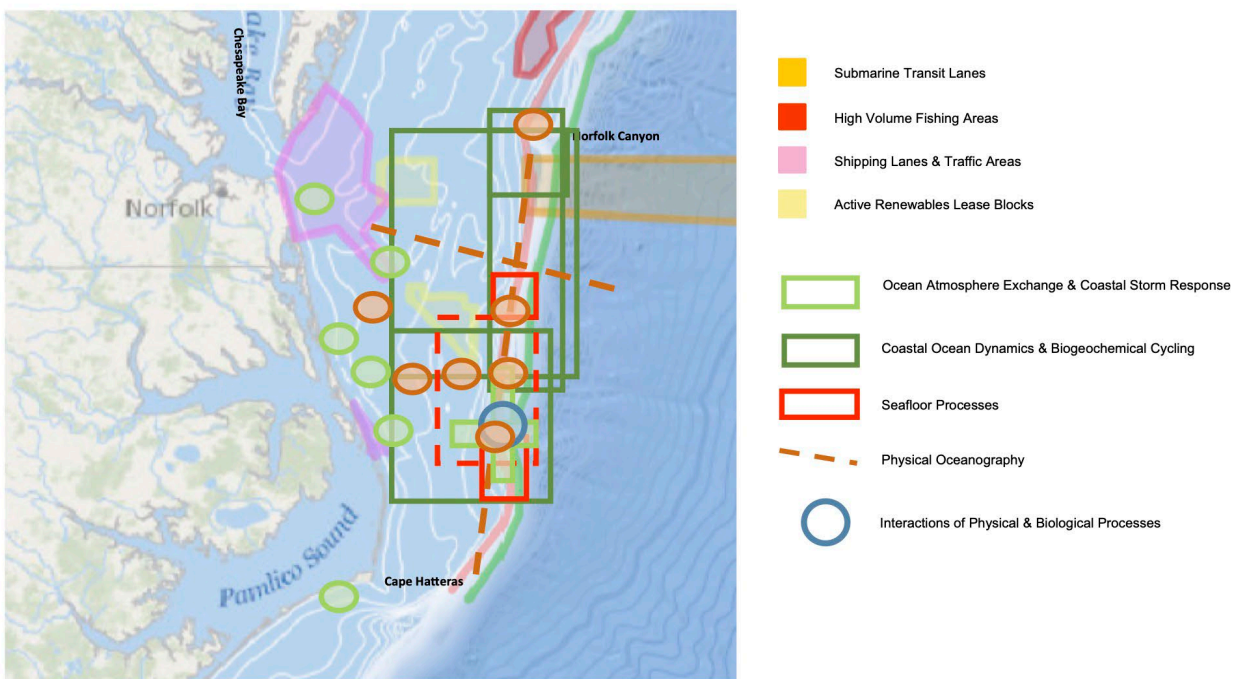 ake Bay
Chesapeake Bay
Norfolk Canyon
Norfolk
Pamlico Sound
Cape Hatteras
Submarine Transit Lanes
High Volume Fishing Areas
Shipping Lanes & Traffic Areas
Active Renewables Lease Blocks
Ocean Atmosphere Exchange & Coastal Storm Response
Coastal Ocean Dynamics & Biogeochemical Cycling
Seafloor Processes
Physical Oceanography
Interactions of Physical & Biological Processes